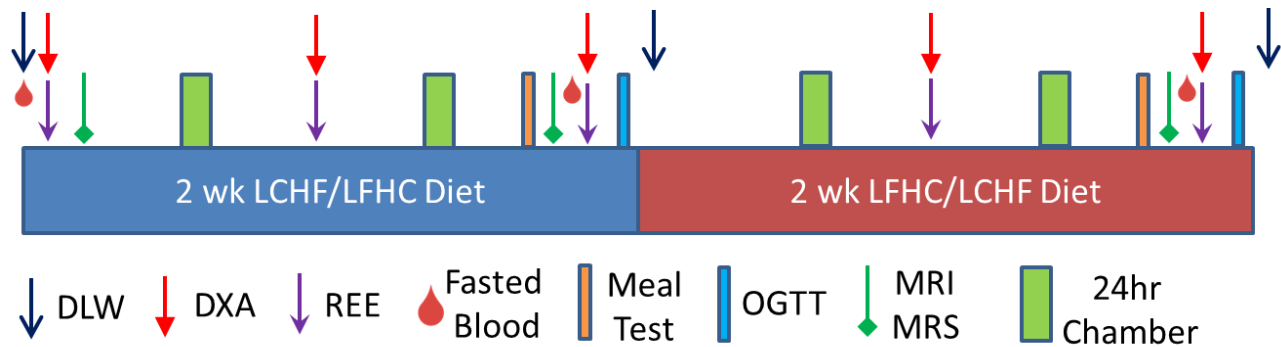 2 wk LCHF/LFHC Diet
2 wk LFHC/LCHF Diet
DLW
DXA
REE
Fasted
Blood
Meal
Test
OGTT
MRI
MRS
24hr
Chamber